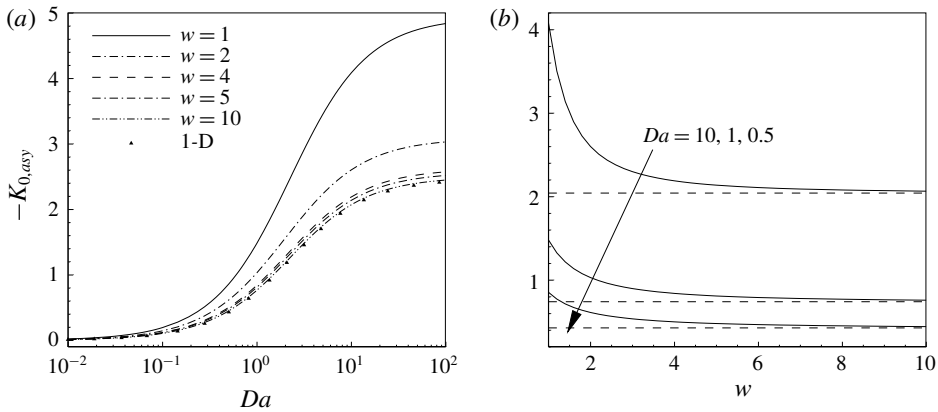 (a)
5
4
3
2
1
0
−K0,asy
w = 1
w = 2
w = 4
w = 5
w = 10
1-D
10−2 10−1 100 101 102
Da
(b)
4
3
2
1
Da = 10, 1, 0.5
2 4 6 8 10
w